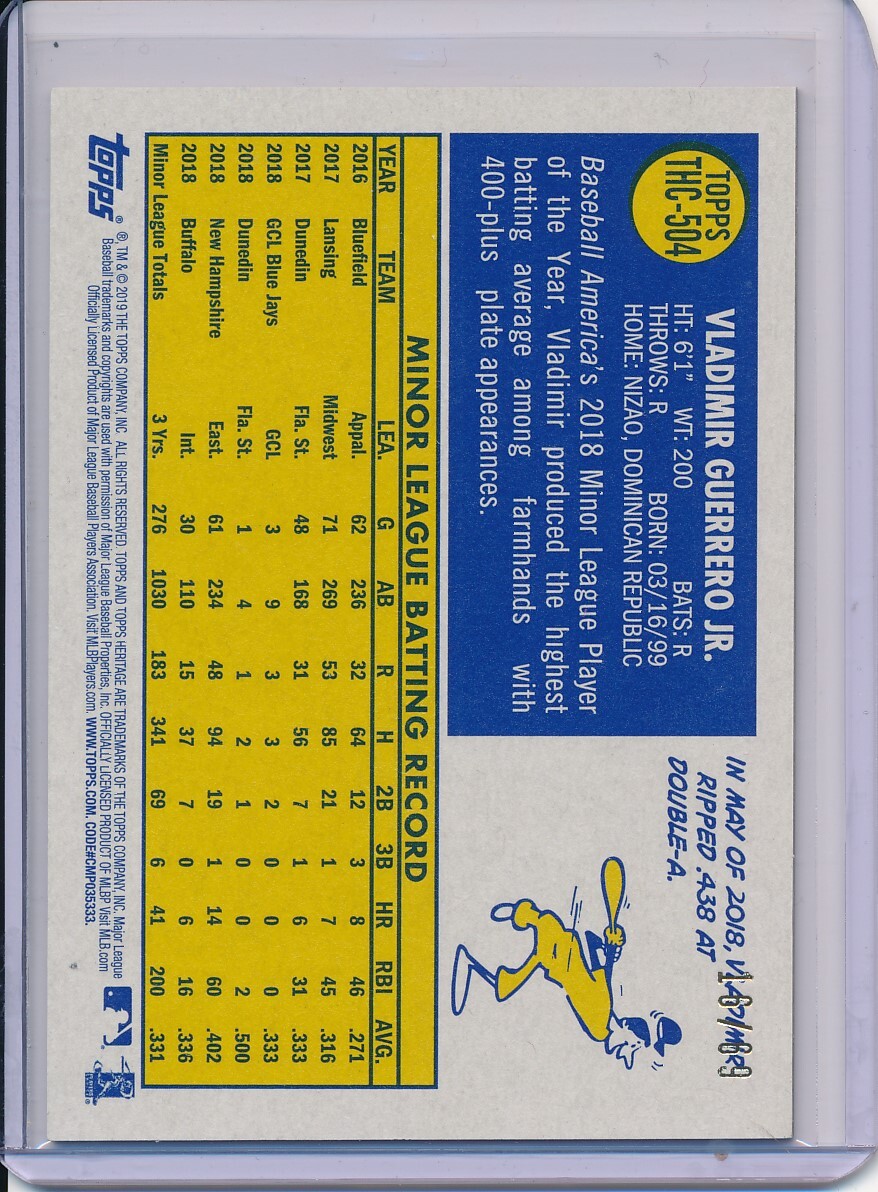 TOPPS
THC-504
VLADIMIR GUERRERO JR.
HT: 6'1" WT: 200 BATS: R
THROWS: R BORN: 03/16/99
HOME: NIZAO, DOMINICAN REPUBLIC
Baseball America's 2018 Minor League Player
of the Year, Vladimir produced the highest
batting average among farmhands with
400-plus plate appearances.
IN MAY OF 2018, VLADIMIR
RIPPED .438 AT
DOUBLE-A.
16/69
MINOR LEAGUE BATTING RECORD
YEAR TEAM LEA. G AB R H 2B 3B HR RBI AVG.
2016 Bluefield Appal. 62 236 32 64 12 3 8 46 .271
2017 Lansing Midwest 71 269 53 85 21 1 7 45 .316
2017 Dunedin Fla. St. 48 168 31 56 7 1 6 31 .333
2018 GCL Blue Jays GCL 3 9 3 3 2 0 0 0 .333
2018 Dunedin Fla. St. 1 4 1 2 1 0 0 2 .500
2018 New Hampshire East. 61 234 48 94 19 1 14 60 .402
2018 Buffalo Int. 30 110 15 37 7 0 6 16 .336
Minor League Totals 3 Yrs. 276 1030 183 341 69 6 41 200 .331
topps®
®, TM & © 2019 THE TOPPS COMPANY, INC. ALL RIGHTS RESERVED. TOPPS AND TOPPS HERITAGE ARE TRADEMARKS OF THE TOPPS COMPANY, INC. Major League
Baseball trademarks and copyrights are used with permission of Major League Baseball Properties, Inc. OFFICIALLY LICENSED PRODUCT OF MLBP Visit MLB.com
Officially Licensed Product of Major League Baseball Players Association. Visit MLBPlayers.com. WWW.TOPPS.COM. CODE#CMP035333.